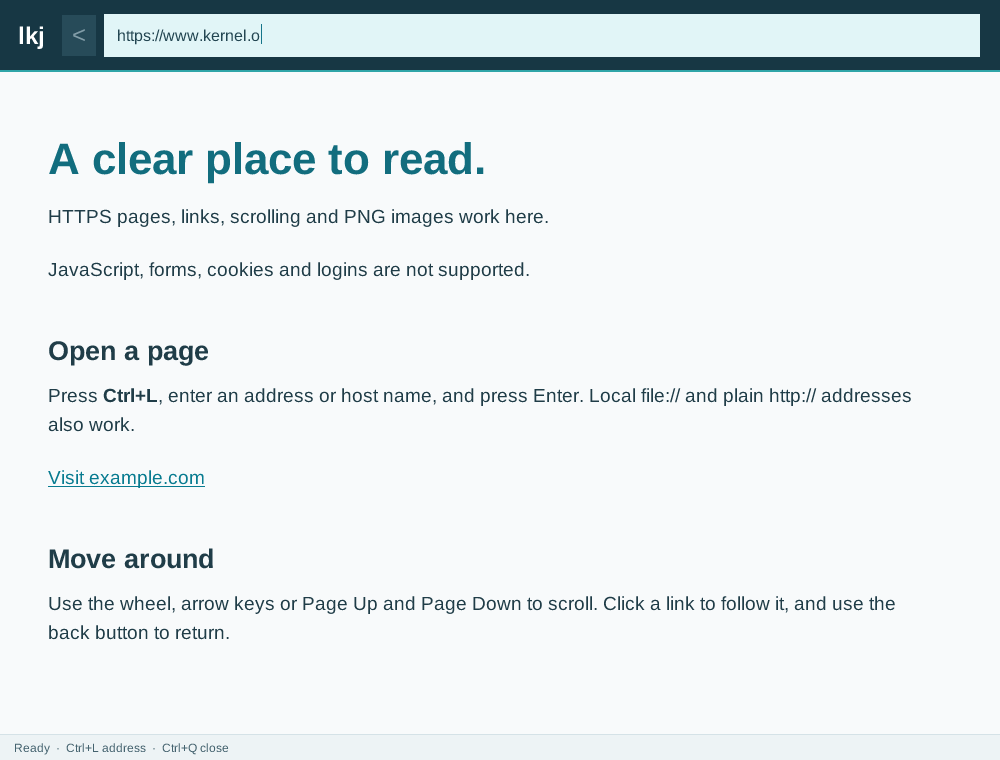 lkj < https://www.kernel.o
A clear place to read.
HTTPS pages, links, scrolling and PNG images work here.
JavaScript, forms, cookies and logins are not supported.
Open a page
Press Ctrl+L, enter an address or host name, and press Enter. Local file:// and plain http:// addresses
also work.
Visit example.com
Move around
Use the wheel, arrow keys or Page Up and Page Down to scroll. Click a link to follow it, and use the
back button to return.
Ready · Ctrl+L address · Ctrl+Q close